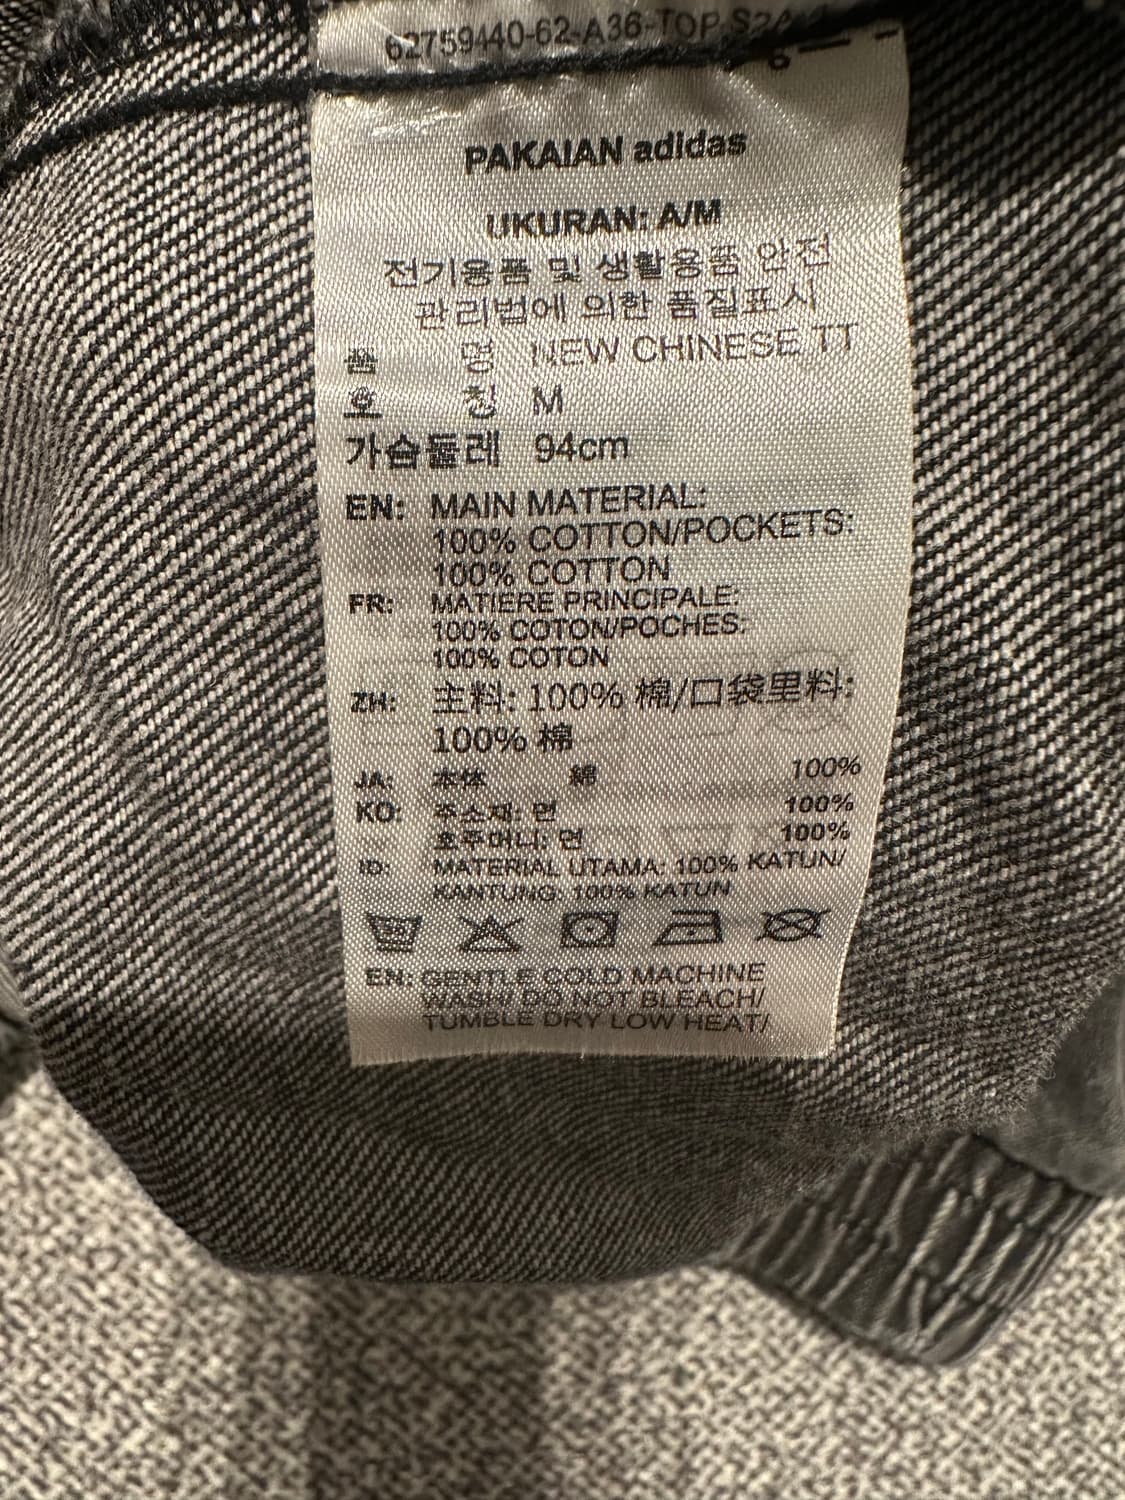 62759440-62-A36-TOP-S24
PAKAIAN adidas
UKURAN: A/M
전기용품 및 생활용품 안전
관리법에 의한 품질표시
품 명 NEW CHINESE TT
호 칭 M
가슴둘레 94cm
EN: MAIN MATERIAL:
100% COTTON/POCKETS:
100% COTTON
FR: MATIERE PRINCIPALE:
100% COTON/POCHES:
100% COTON
ZH: 主料: 100% 棉/口袋里料:
100% 棉
JA: 本体 綿 100%
KO: 주소재: 면 100%
호주머니: 면 100%
ID: MATERIAL UTAMA: 100% KATUN/
KANTUNG: 100% KATUN
EN: GENTLE COLD MACHINE
WASH/ DO NOT BLEACH/
TUMBLE DRY LOW HEAT/